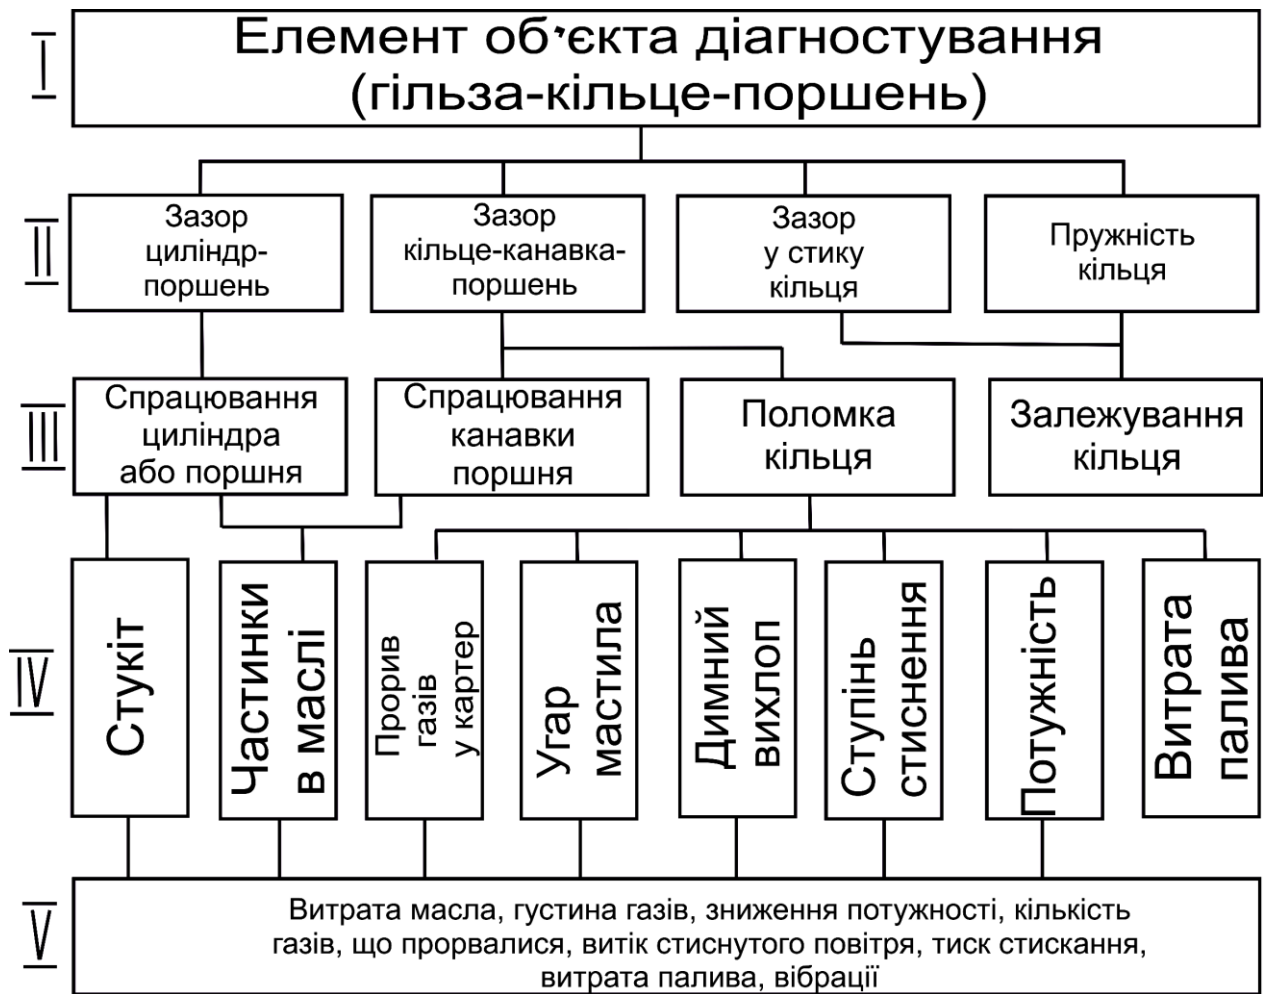 I
Елемент об’єкта діагностування
(гільза-кільце-поршень)
II
Зазор
циліндр-
поршень
Зазор
кільце-канавка-
поршень
Зазор
у стику
кільця
Пружність
кільця
III
Спрацювання
циліндра
або поршня
Спрацювання
канавки
поршня
Поломка
кільця
Залежування
кільця
IV
Стукіт
Частинки
в маслі
Прорив
газів
у картер
Угар
мастила
Димний
вихлоп
Ступінь
стиснення
Потужність
Витрата
палива
V
Витрата масла, густина газів, зниження потужності, кількість
газів, що прорвалися, витік стиснутого повітря, тиск стискання,
витрата палива, вібрації